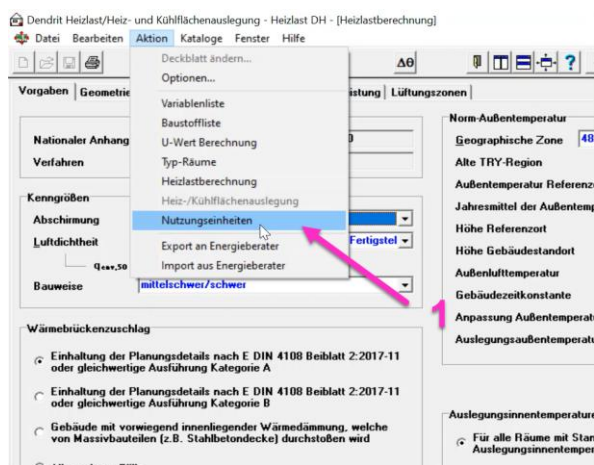 Dendrit Heizlast/Heiz- und Kühlflächenauslegung - Heizlast DH - [Heizlastberechnung]
Datei Bearbeiten Aktion Kataloge Fenster Hilfe
Deckblatt ändern...
Optionen...
Variablenliste
Baustoffliste
U-Wert Berechnung
Typ-Räume
Heizlastberechnung
Heiz-/Kühlflächenauslegung
Nutzungseinheiten
Export an Energieberater
Import aus Energieberater
Δθ
?
Vorgaben Geometrie
istung Lüftungszonen
Nationaler Anhang
Verfahren
Kenngrößen
Abschirmung
Luftdichtheit
Fertigstel
qenv,50
Bauweise mittelschwer/schwer
1
Wärmebrückenzuschlag
Einhaltung der Planungsdetails nach E DIN 4108 Beiblatt 2:2017-11
oder gleichwertige Ausführung Kategorie A
Einhaltung der Planungsdetails nach E DIN 4108 Beiblatt 2:2017-11
oder gleichwertige Ausführung Kategorie B
Gebäude mit vorwiegend innenliegender Wärmedämmung, welche
von Massivbauteilen (z.B. Stahlbetondecke) durchstoßen wird
Norm-Außentemperatur
Geographische Zone 48
Alte TRY-Region
Außentemperatur Referenzo
Jahresmittel der Außentemp
Höhe Referenzort
Höhe Gebäudestandort
Außenlufttemperatur
Gebäudezeitkonstante
Anpassung Außentemperatu
Auslegungsaußentemperatu
Auslegungsinnentemperature
Für alle Räume mit Stan
Auslegungsinnentemper